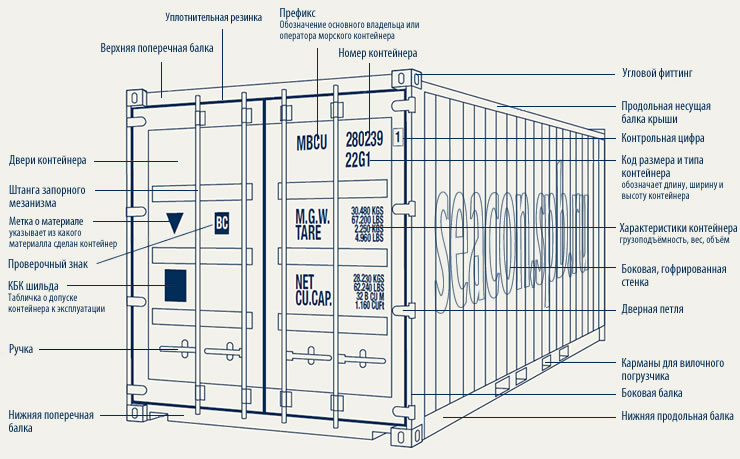 Префикс
Обозначение основного владельца или
оператора морского контейнера
Уплотнительная резинка
Верхняя поперечная балка
Номер контейнера
Угловой фиттинг
Продольная несущая
балка крыши
Контрольная цифра
Код размера и типа
контейнера
обозначает длину, ширину и
высоту контейнера
Характеристики контейнера
грузоподъёмность, вес, объём
Боковая, гофрированная
стенка
Дверная петля
Карманы для вилочного
погрузчика
Боковая балка
Нижняя продольная балка
Двери контейнера
Штанга запорного
мезанизма
Метка о материале
указывает из какого
материалла сделан контейнер
Проверочный знак
КБК шильда
Табличка о допуске
контейнера к эксплуатации
Ручка
Нижняя поперечная
балка
MBCU 280239 1
22G1
BC
M.G.W. 30.480 KGS
67.200 LBS
TARE 2.250 KGS
4.960 LBS
NET 28.230 KGS
62.240 LBS
CU.CAP. 32 B CU M
1.160 CUFt
seacon.spb.ru